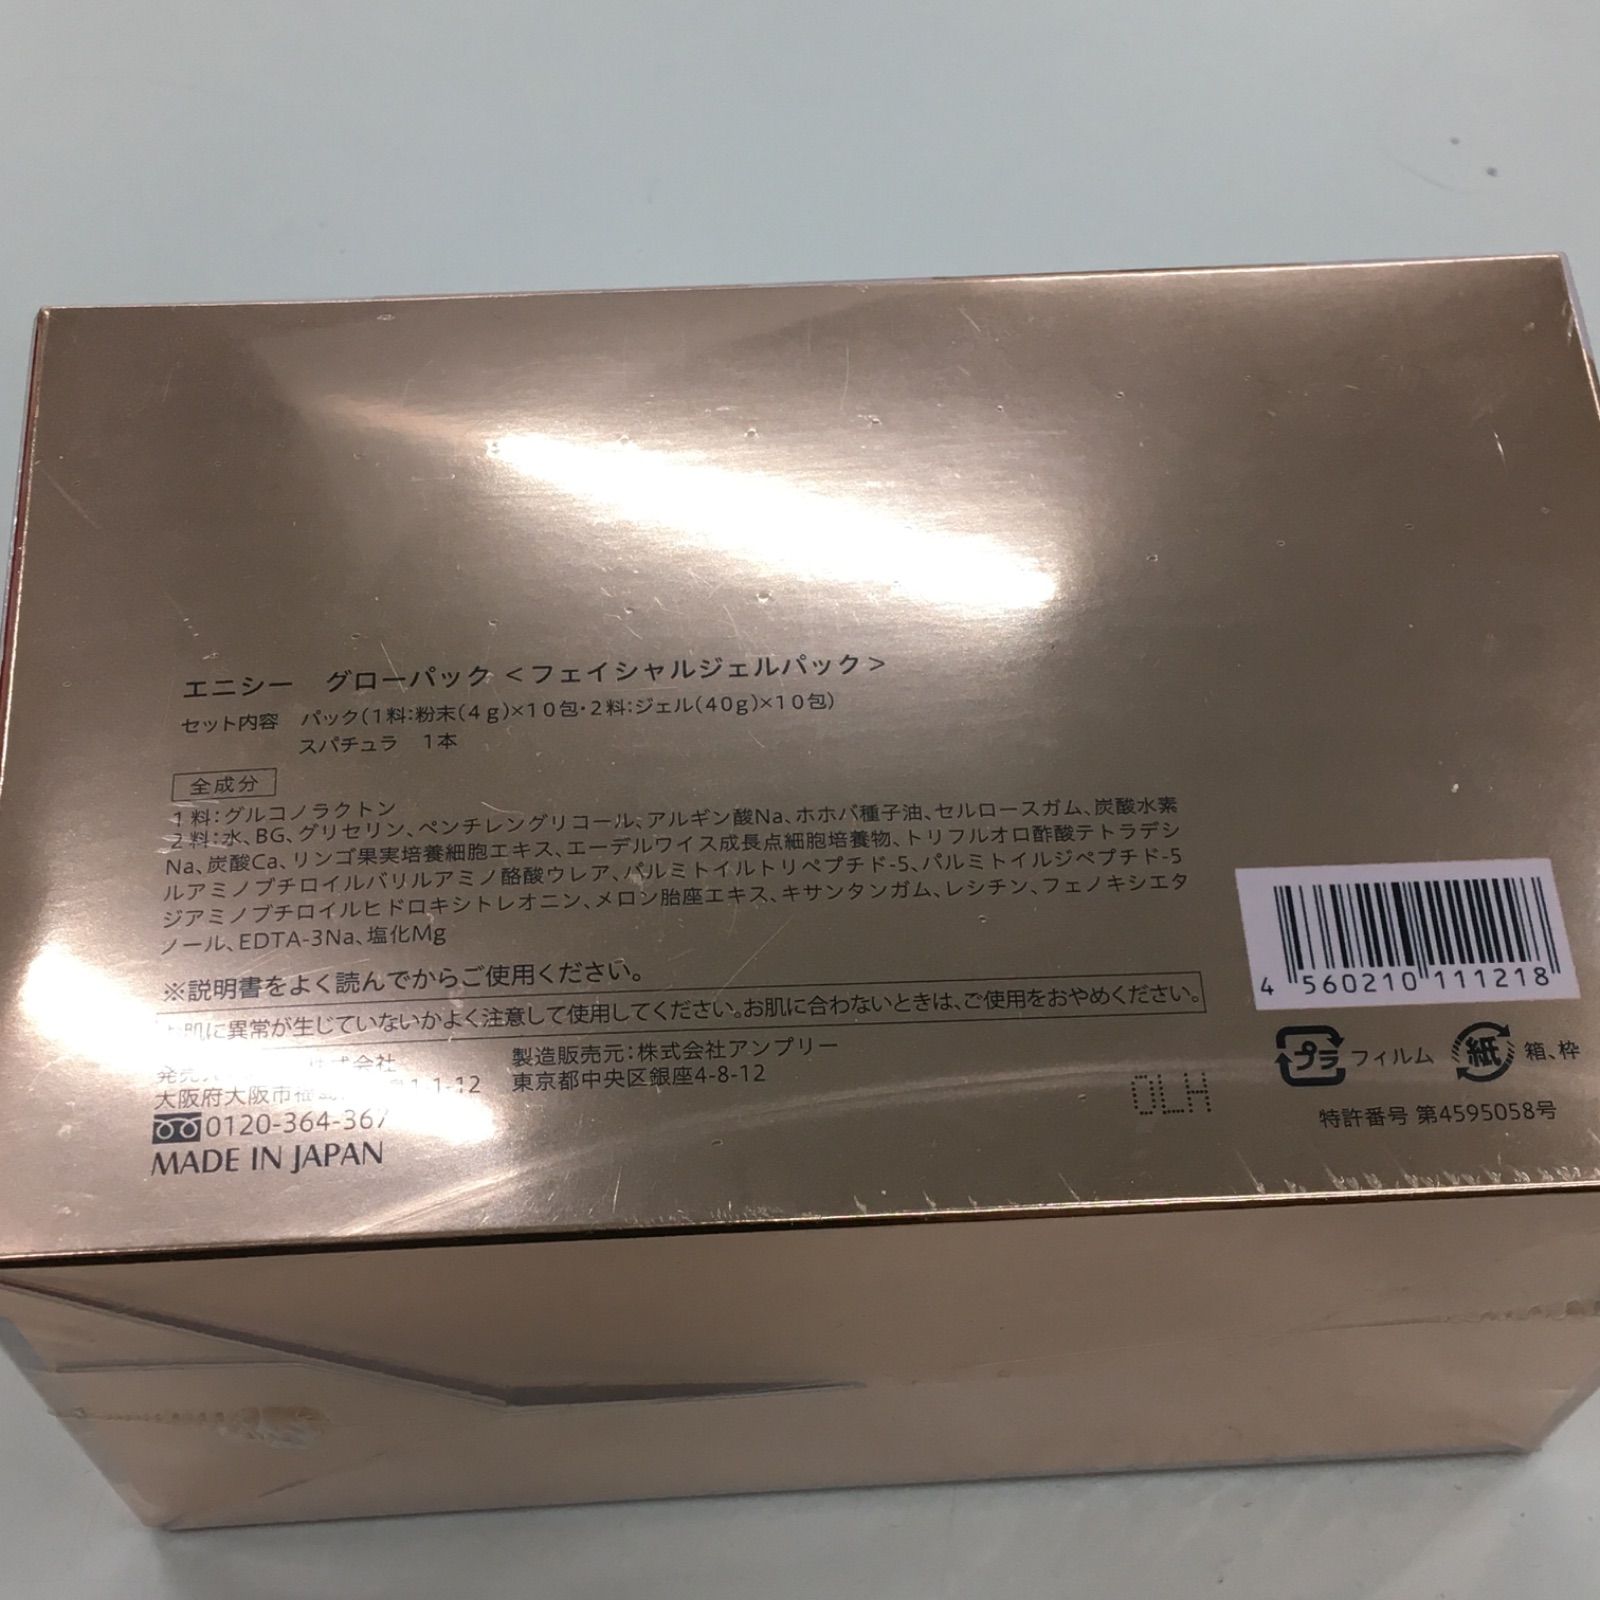 エニシー　グローパック＜フェイシャルジェルパック＞
セット内容　パック(1料:粉末(4g)×10包・2料:ジェル(40g)×10包)
スパチュラ　1本
全成分
1料:グルコノラクトン
2料:水、BG、グリセリン、ペンチレングリコール、アルギン酸Na、ホホバ種子油、セルロースガム、炭酸水素
Na、炭酸Ca、リンゴ果実培養細胞エキス、エーデルワイス成長点細胞培養物、トリフルオロ酢酸テトラデシ
ルアミノブチロイルバリルアミノ酪酸ウレア、パルミトイルトリペプチド-5、パルミトイルジペプチド-5
ジアミノブチロイルヒドロキシトレオニン、メロン胎座エキス、キサンタンガム、レシチン、フェノキシエタ
ノール、EDTA-3Na、塩化Mg
※説明書をよく読んでからご使用ください。
肌に異常が生じていないかよく注意して使用してください。お肌に合わないときは、ご使用をおやめください。
発売元 株式会社
大阪府大阪市福 1-1-12
0120-364-367
MADE IN JAPAN
製造販売元:株式会社アンプリー
東京都中央区銀座4-8-12
OLH
4 560210 111218
プラ フィルム 紙 箱、枠
特許番号 第4595058号